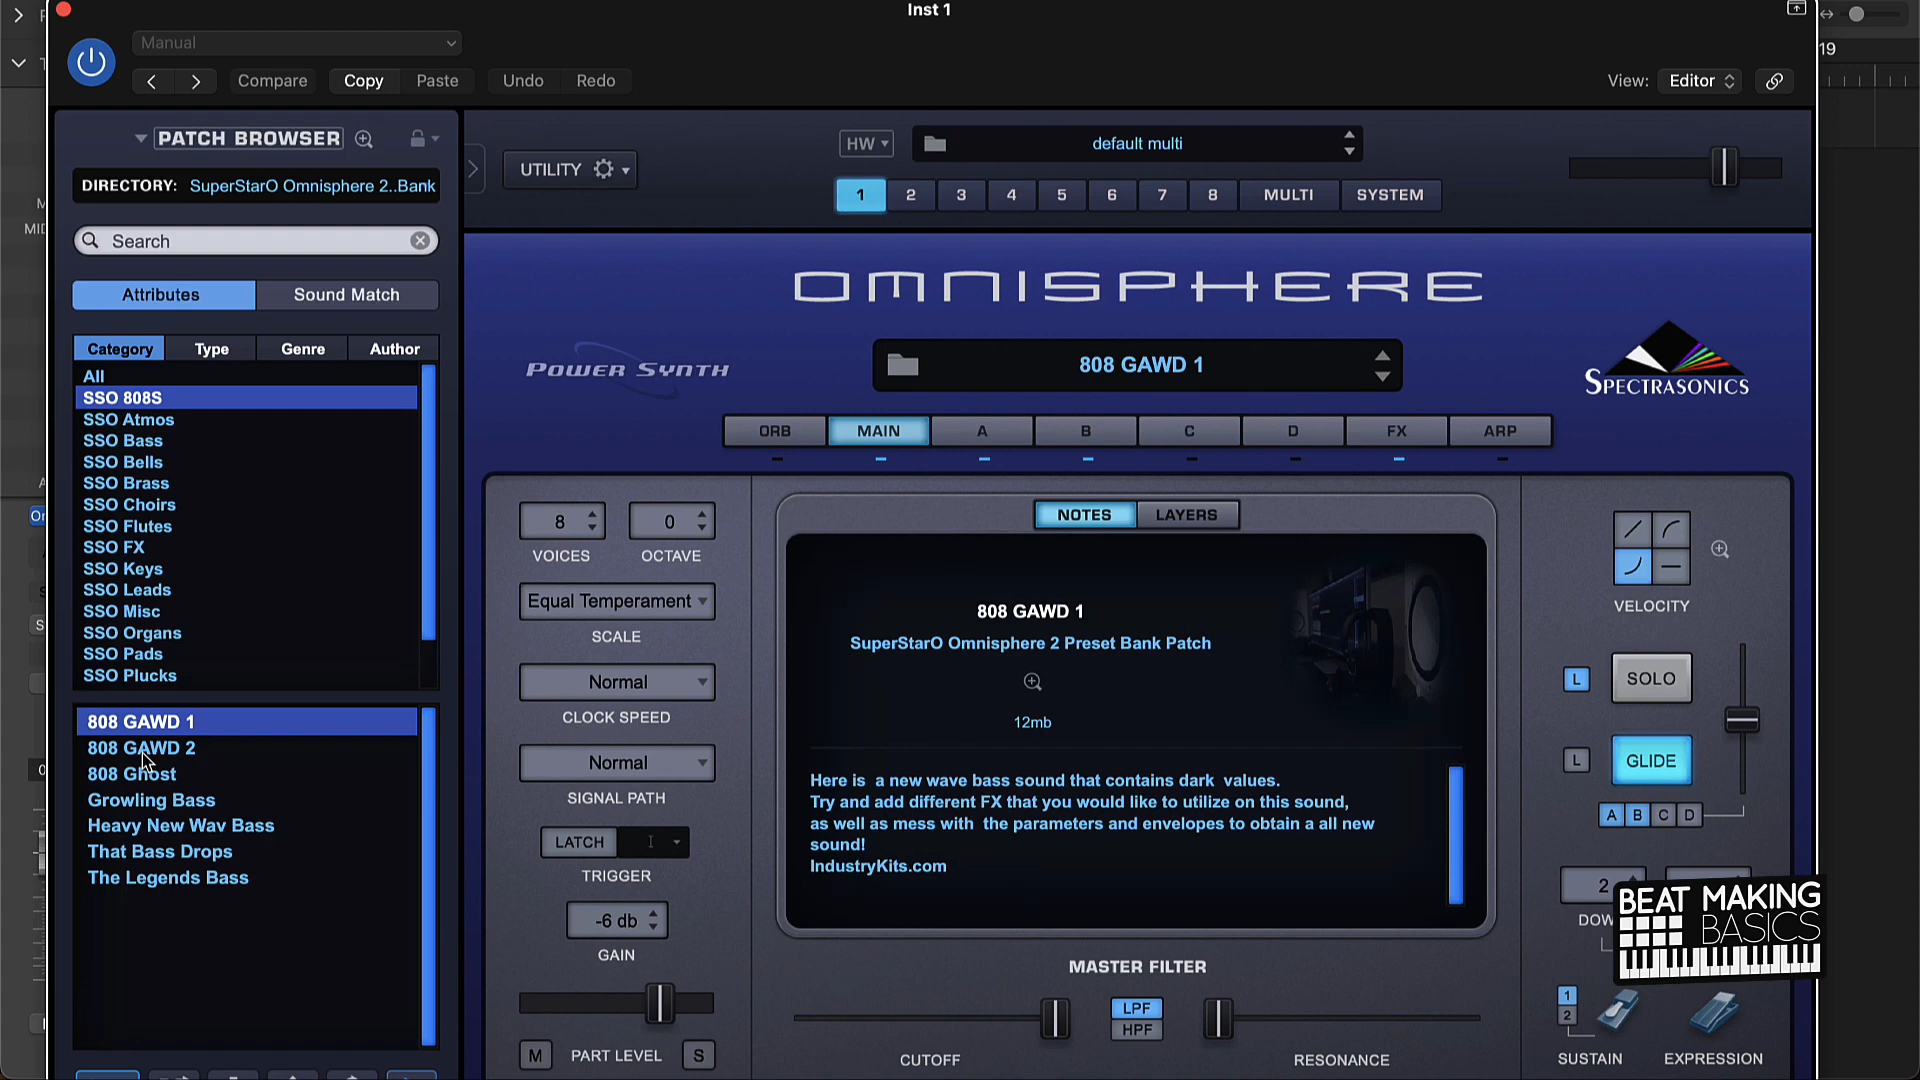 Inst 1
Manual
19
Compare
Copy
Paste
Undo
Redo
View:
Editor
PATCH BROWSER
DIRECTORY: SuperStarO Omnisphere 2..Bank
Search
Attributes
Sound Match
Category
Type
Genre
Author
All
SSO 808S
SSO Atmos
SSO Bass
SSO Bells
SSO Brass
SSO Choirs
SSO Flutes
SSO FX
SSO Keys
SSO Leads
SSO Misc
SSO Organs
SSO Pads
SSO Plucks
808 GAWD 1
808 GAWD 2
808 Ghost
Growling Bass
Heavy New Wav Bass
That Bass Drops
The Legends Bass
UTILITY
HW
default multi
1
2
3
4
5
6
7
8
MULTI
SYSTEM
OMNISPHERE
POWER SYNTH
808 GAWD 1
SPECTRASONICS
ORB
MAIN
A
B
C
D
FX
ARP
8
VOICES
0
OCTAVE
Equal Temperament
SCALE
Normal
CLOCK SPEED
Normal
SIGNAL PATH
LATCH
TRIGGER
-6 db
GAIN
M
PART LEVEL
S
NOTES
LAYERS
808 GAWD 1
SuperStarO Omnisphere 2 Preset Bank Patch
12mb
Here is a new wave bass sound that contains dark values.
Try and add different FX that you would like to utilize on this sound,
as well as mess with the parameters and envelopes to obtain a all new
sound!
IndustryKits.com
MASTER FILTER
LPF
HPF
CUTOFF
RESONANCE
VELOCITY
L
SOLO
L
GLIDE
A
B
C
D
2
BEAT MAKING
BASICS
1
2
SUSTAIN
EXPRESSION